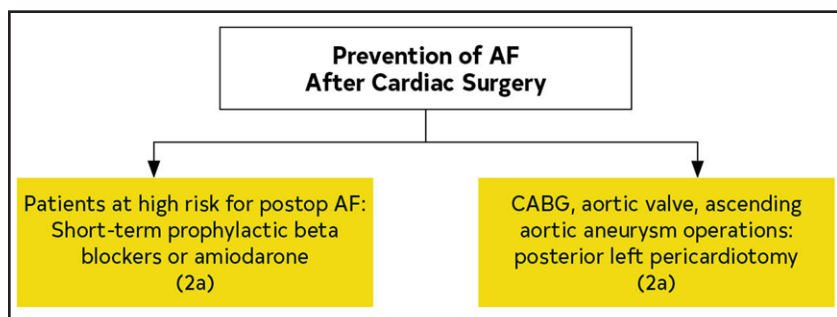 Prevention of AF
After Cardiac Surgery
Patients at high risk for postop AF:
Short-term prophylactic beta
blockers or amiodarone
(2a)
CABG, aortic valve, ascending
aortic aneurysm operations:
posterior left pericardiotomy
(2a)